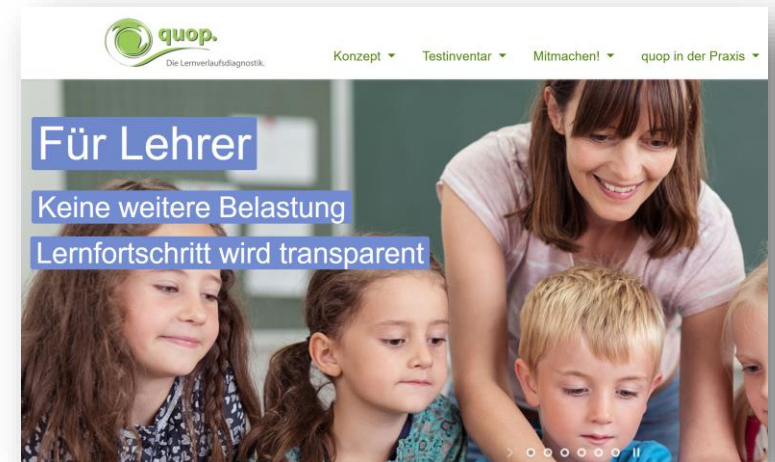 quop.
Die Lernverlaufsdiagnostik.
Konzept Testinventar Mitmachen! quop in der Praxis
Für Lehrer
Keine weitere Belastung
Lernfortschritt wird transparent